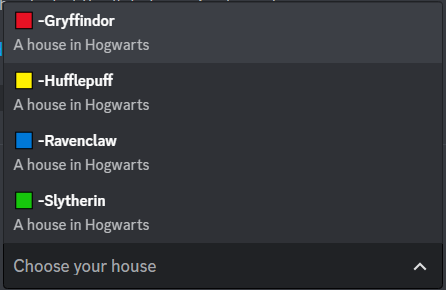 -Gryffindor
A house in Hogwarts
-Hufflepuff
A house in Hogwarts
-Ravenclaw
A house in Hogwarts
-Slytherin
A house in Hogwarts
Choose your house